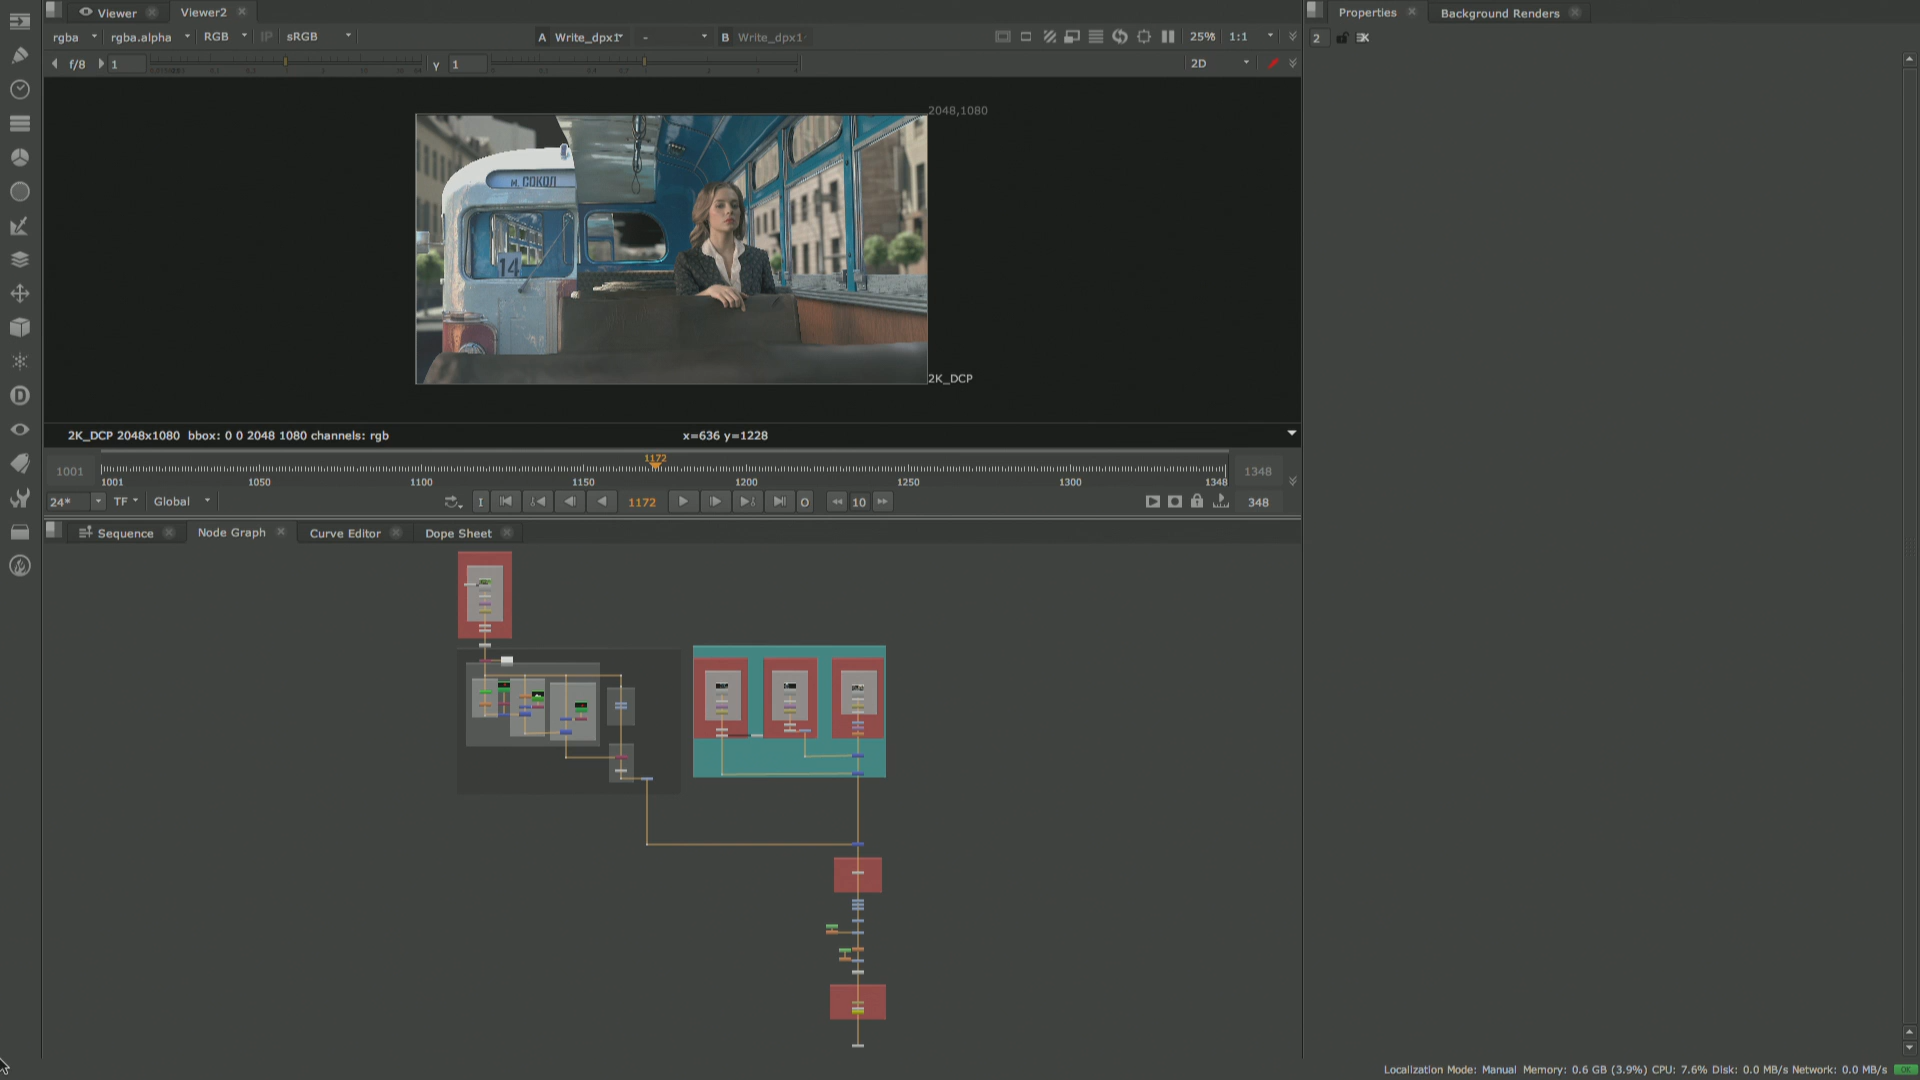 Viewer
Viewer2
Properties
Background Renders
rgba
rgba.alpha
RGB
IP
sRGB
A Write_dpx1
-
B Write_dpx1
25%
1:1
2
f/8
1
y
1
2D
2048,1080
м. СОКОЛ
14
2K_DCP
2K_DCP 2048x1080 bbox: 0 0 2048 1080 channels: rgb
x=636 y=1228
1001
1172
1348
1001
1050
1100
1150
1200
1250
1300
1348
24*
TF
Global
I
1172
O
10
348
Sequence
Node Graph
Curve Editor
Dope Sheet
Localization Mode: Manual Memory: 0.6 GB (3.9%) CPU: 7.6% Disk: 0.0 MB/s Network: 0.0 MB/s
OK